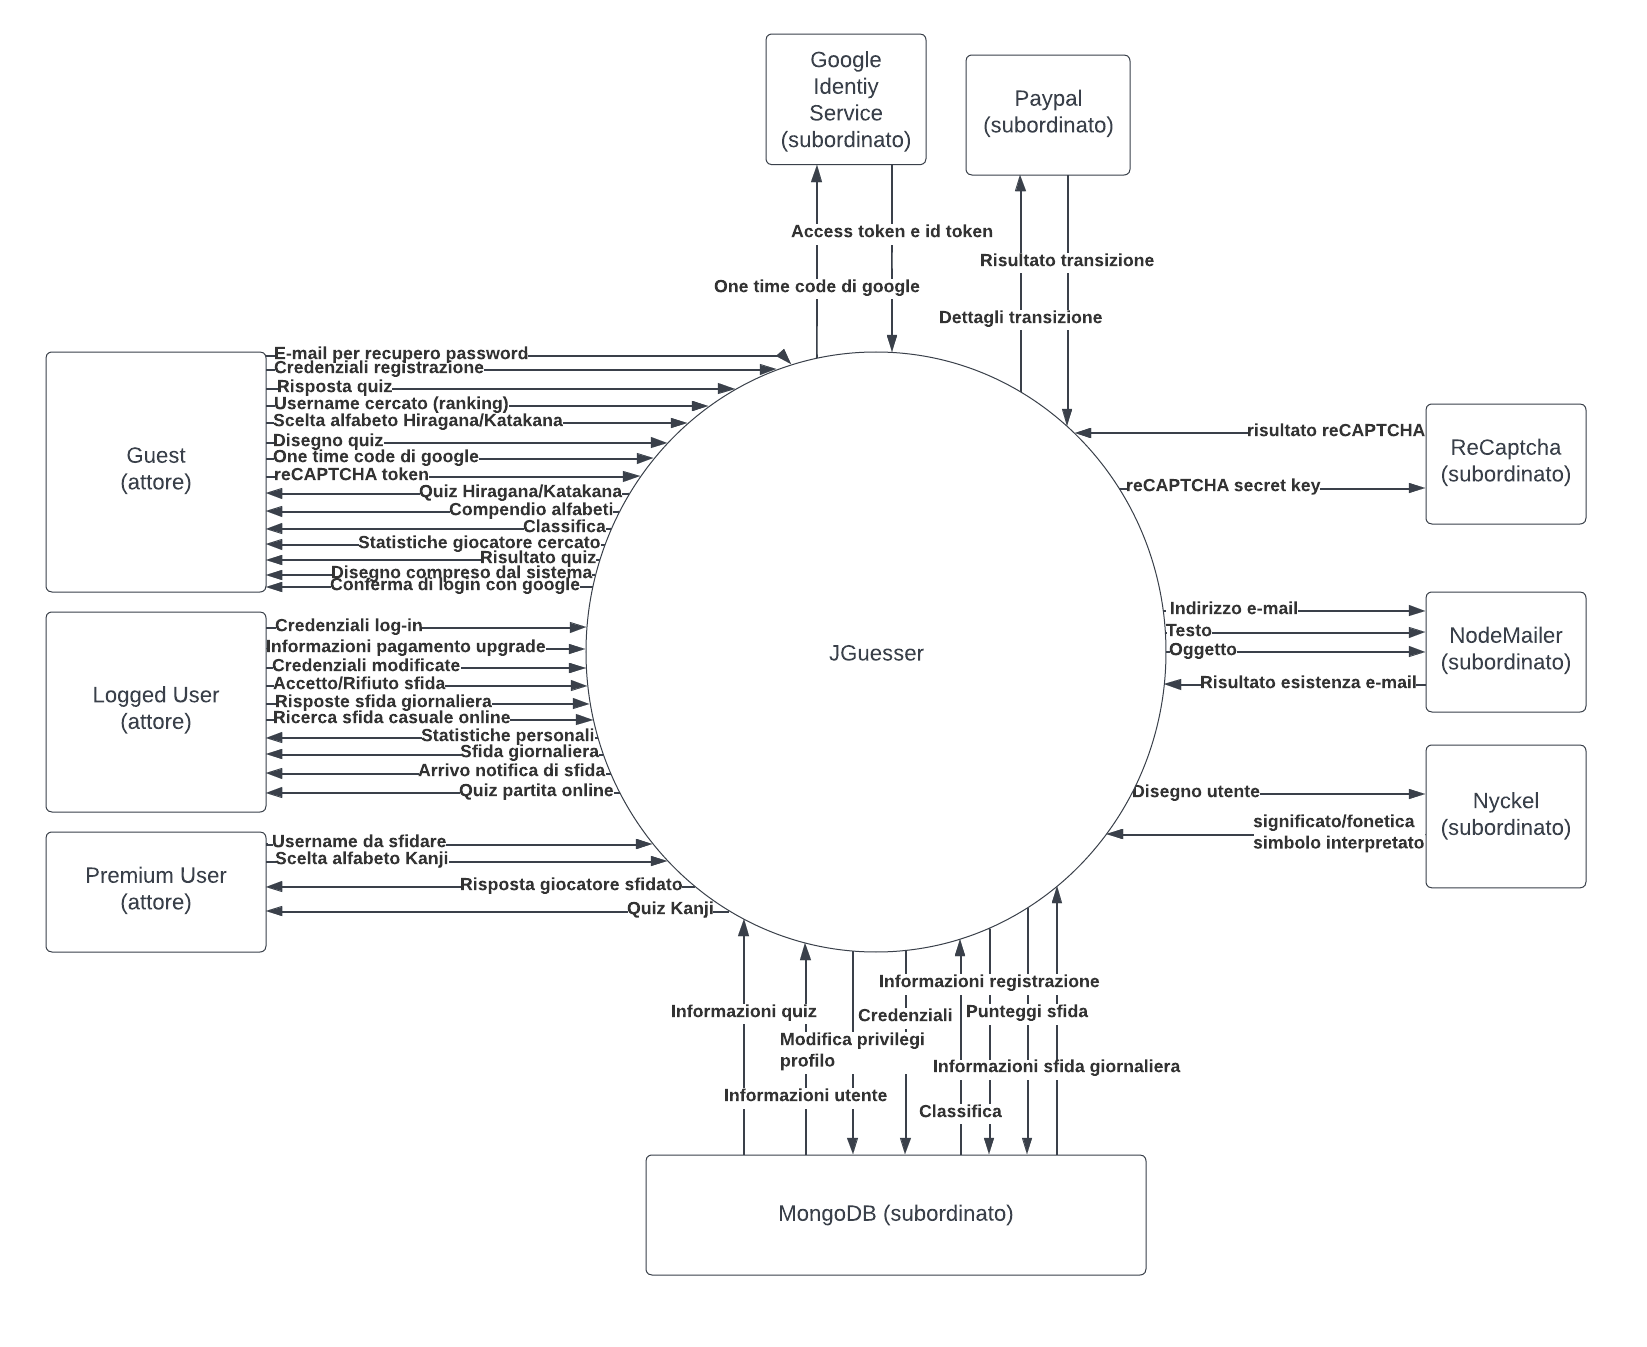 Google
Identiy
Service
(subordinato)
Paypal
(subordinato)
Access token e id token
Risultato transizione
One time code di google
Dettagli transizione
Guest
(attore)
E-mail per recupero password
Credenziali registrazione
Risposta quiz
Username cercato (ranking)
Scelta alfabeto Hiragana/Katakana
Disegno quiz
One time code di google
reCAPTCHA token
Quiz Hiragana/Katakana
Compendio alfabeti
Classifica
Statistiche giocatore cercato
Risultato quiz
Disegno compreso dal sistema
Conferma di login con google
risultato reCAPTCHA
reCAPTCHA secret key
ReCaptcha
(subordinato)
Logged User
(attore)
Credenziali log-in
Informazioni pagamento upgrade
Credenziali modificate
Accetto/Rifiuto sfida
Risposte sfida giornaliera
Ricerca sfida casuale online
Statistiche personali
Sfida giornaliera
Arrivo notifica di sfida
Quiz partita online
JGuesser
Indirizzo e-mail
Testo
Oggetto
Risultato esistenza e-mail
NodeMailer
(subordinato)
Disegno utente
significato/fonetica
simbolo interpretato
Nyckel
(subordinato)
Premium User
(attore)
Username da sfidare
Scelta alfabeto Kanji
Risposta giocatore sfidato
Quiz Kanji
Informazioni registrazione
Informazioni quiz
Credenziali
Punteggi sfida
Modifica privilegi
profilo
Informazioni sfida giornaliera
Informazioni utente
Classifica
MongoDB (subordinato)